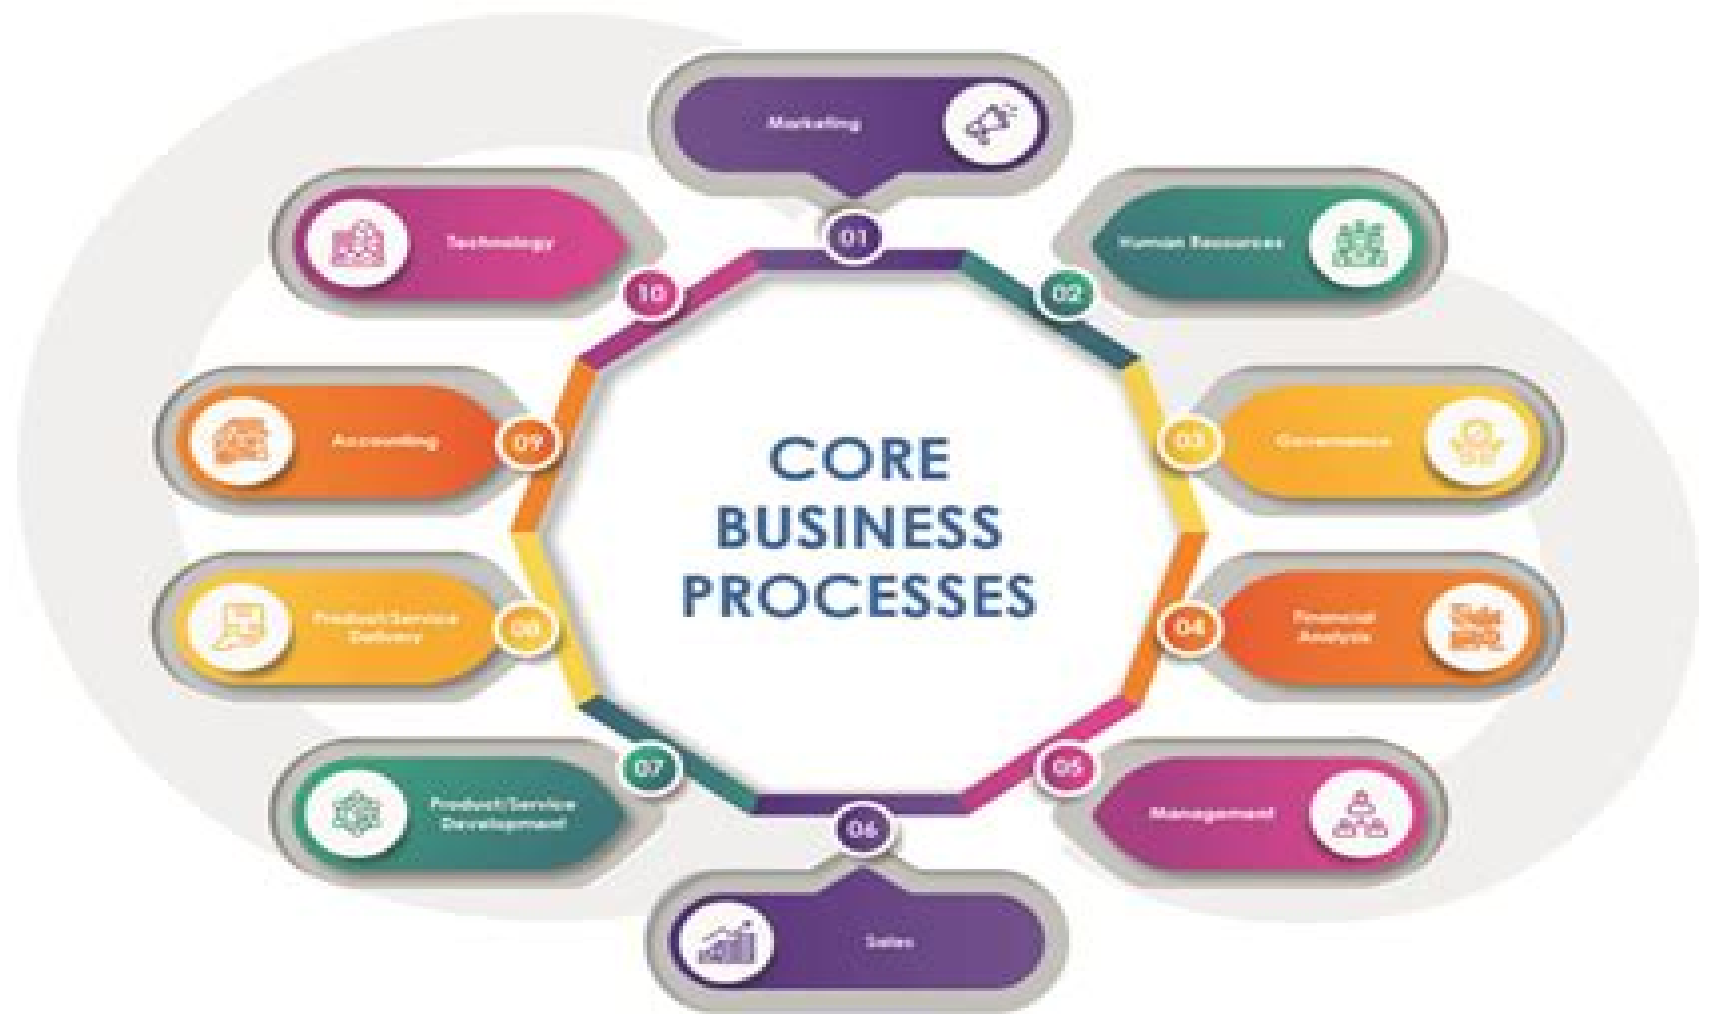 Marketing
01
Human Resources
02
Governance
03
Financial
Analysis
04
Management
05
Sales
06
Product/Service
Development
07
Product/Service
Delivery
08
Accounting
09
Technology
10
CORE
BUSINESS
PROCESSES